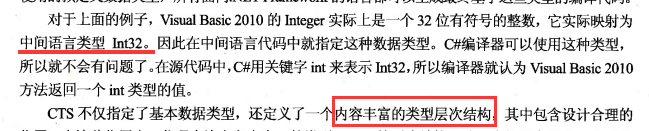 对于上面的例子，Visual Basic 2010 的 Integer 实际上是一个 32 位有符号的整数，它实际映射为
中间语言类型 Int32。因此在中间语言代码中就指定这种数据类型。C#编译器可以使用这种类型，
所以就不会有问题了。在源代码中，C#用关键字 int 来表示 Int32，所以编译器就认为 Visual Basic 2010
方法返回一个 int 类型的值。
CTS 不仅指定了基本数据类型，还定义了一个内容丰富的类型层次结构，其中包含设计合理的